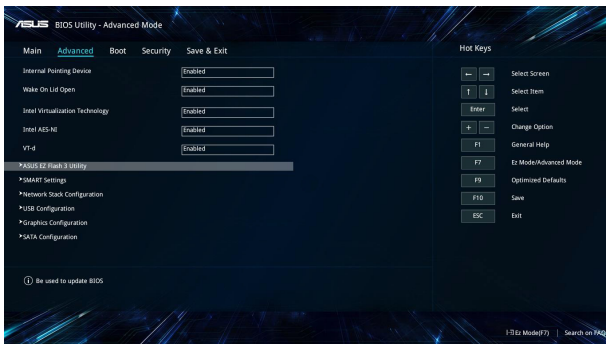 ASUS BIOS Utility - Advanced Mode
Main Advanced Boot Security Save & Exit
Internal Pointing Device Enabled
Wake On Lid Open Enabled
Intel Virtualization Technology Enabled
Intel AES-NI Enabled
VT-d Enabled
ASUS EZ Flash 3 Utility
SMART Settings
Network Stack Configuration
USB Configuration
Graphics Configuration
SATA Configuration
Be used to update BIOS
Hot Keys
← → Select Screen
↑ ↓ Select Item
Enter Select
+ − Change Option
F1 General Help
F7 Ez Mode/Advanced Mode
F9 Optimized Defaults
F10 Save
ESC Exit
Ez Mode(F7) | Search on FAQ